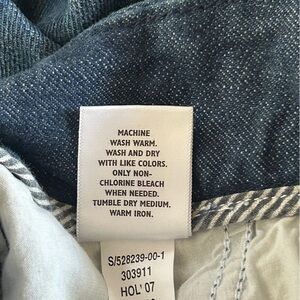 MACHINE
WASH WARM.
WASH AND DRY
WITH LIKE COLORS.
ONLY NON-
CHLORINE BLEACH
WHEN NEEDED.
TUMBLE DRY MEDIUM.
WARM IRON.
S/528239-00-1
303911
HOL' 07